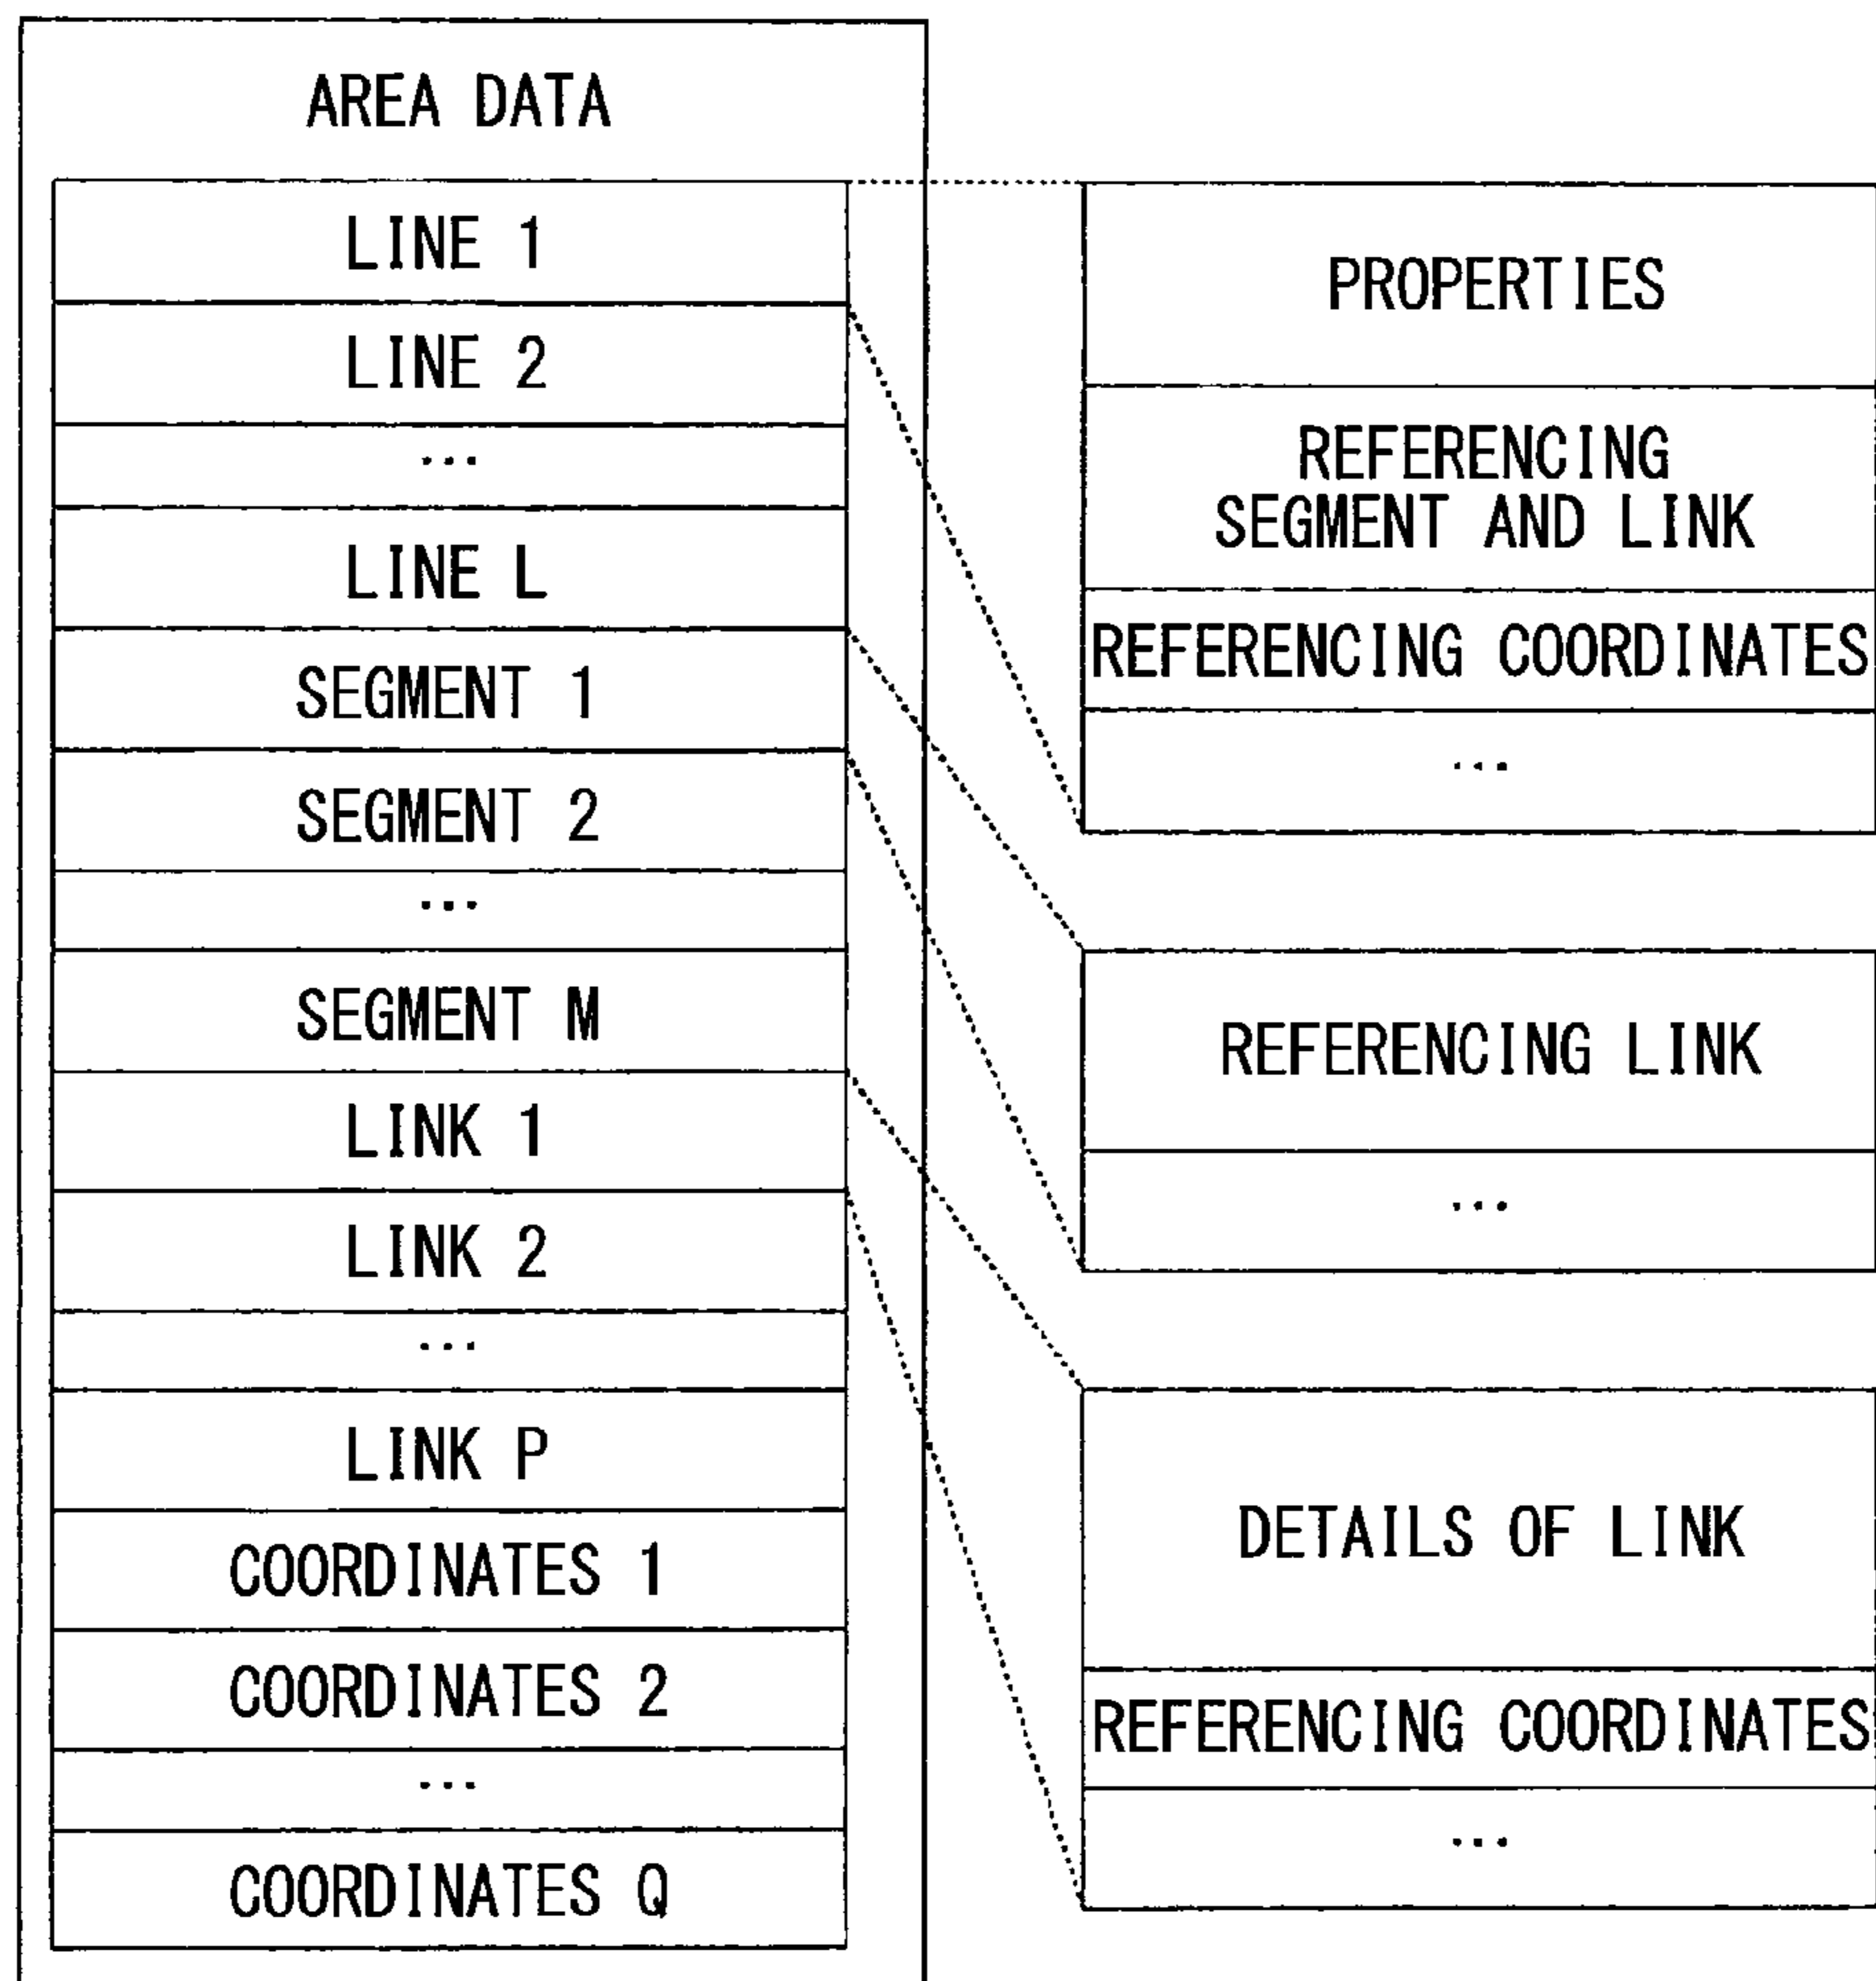 AREA DATA
LINE 1
LINE 2
...
LINE L
SEGMENT 1
SEGMENT 2
...
SEGMENT M
LINK 1
LINK 2
...
LINK P
COORDINATES 1
COORDINATES 2
...
COORDINATES Q
PROPERTIES
REFERENCING
SEGMENT AND LINK
REFERENCING COORDINATES
...
REFERENCING LINK
...
DETAILS OF LINK
REFERENCING COORDINATES
...